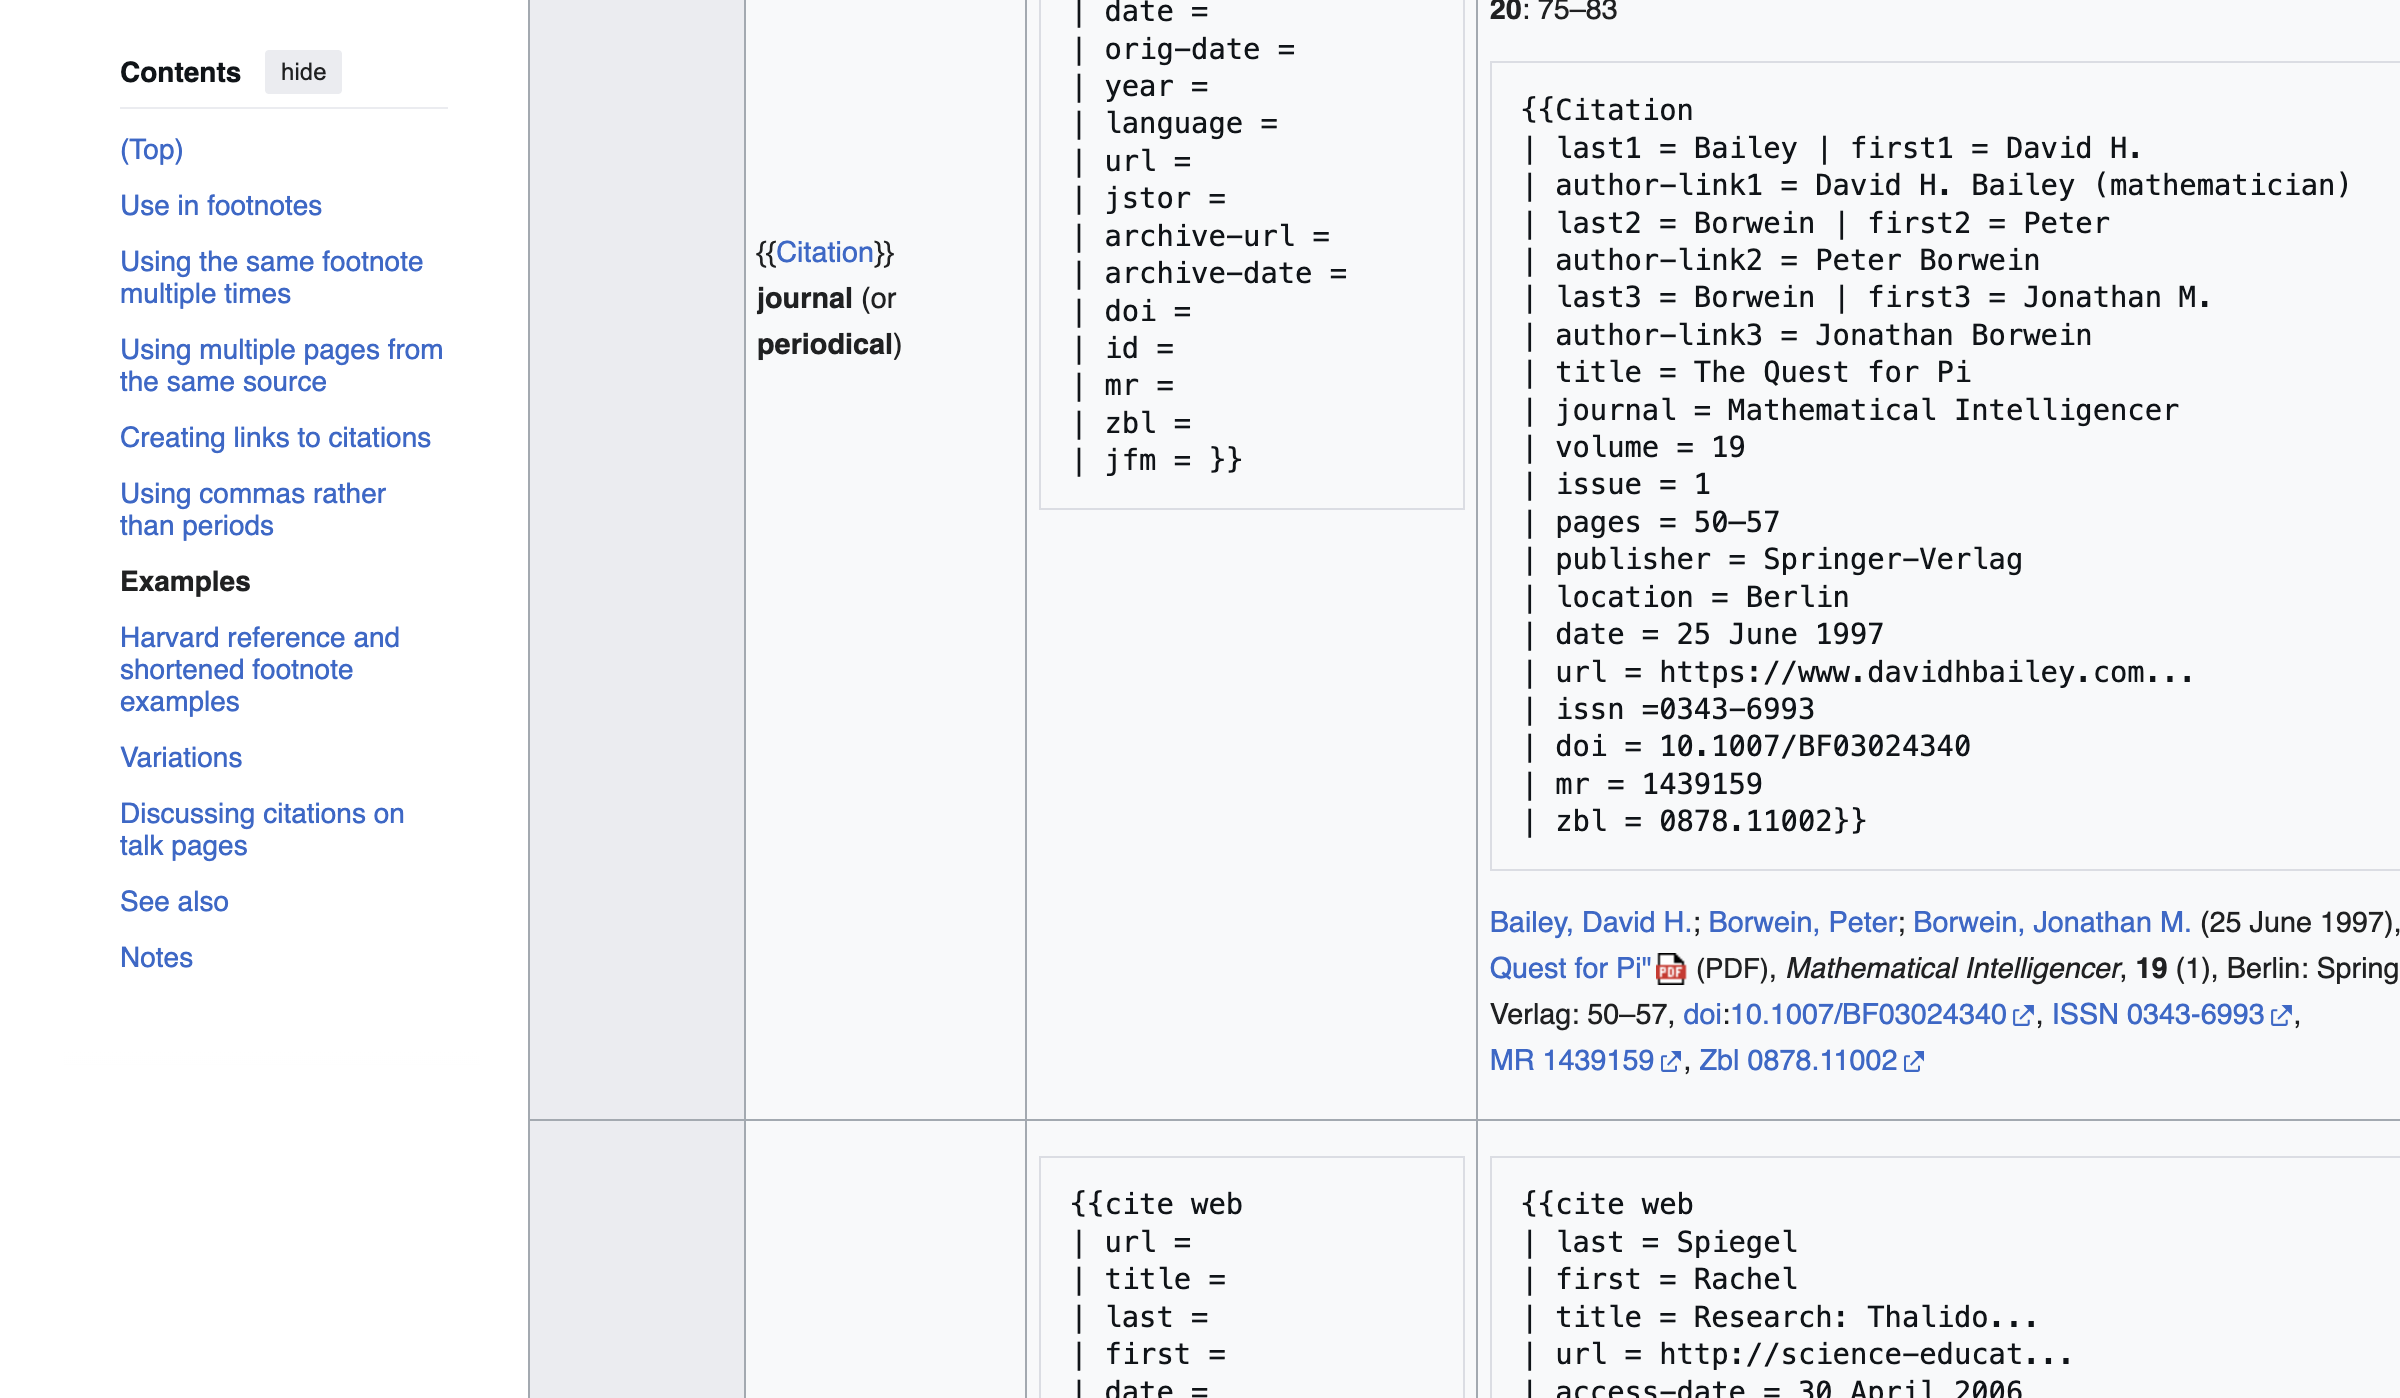 Contents hide
(Top)
Use in footnotes
Using the same footnote
multiple times
Using multiple pages from
the same source
Creating links to citations
Using commas rather
than periods
Examples
Harvard reference and
shortened footnote
examples
Variations
Discussing citations on
talk pages
See also
Notes
{{Citation}}
journal (or
periodical)
| date =
| orig-date =
| year =
| language =
| url =
| jstor =
| archive-url =
| archive-date =
| doi =
| id =
| mr =
| zbl =
| jfm = }}
20: 75–83
{{Citation
| last1 = Bailey | first1 = David H.
| author-link1 = David H. Bailey (mathematician)
| last2 = Borwein | first2 = Peter
| author-link2 = Peter Borwein
| last3 = Borwein | first3 = Jonathan M.
| author-link3 = Jonathan Borwein
| title = The Quest for Pi
| journal = Mathematical Intelligencer
| volume = 19
| issue = 1
| pages = 50–57
| publisher = Springer-Verlag
| location = Berlin
| date = 25 June 1997
| url = https://www.davidhbailey.com...
| issn =0343-6993
| doi = 10.1007/BF03024340
| mr = 1439159
| zbl = 0878.11002}}
Bailey, David H.; Borwein, Peter; Borwein, Jonathan M. (25 June 1997),
Quest for Pi" PDF (PDF), Mathematical Intelligencer, 19 (1), Berlin: Spring
Verlag: 50–57, doi:10.1007/BF03024340, ISSN 0343-6993,
MR 1439159, Zbl 0878.11002
{{cite web
| url =
| title =
| last =
| first =
| date =
{{cite web
| last = Spiegel
| first = Rachel
| title = Research: Thalido...
| url = http://science-educat...
| access-date = 30 April 2006